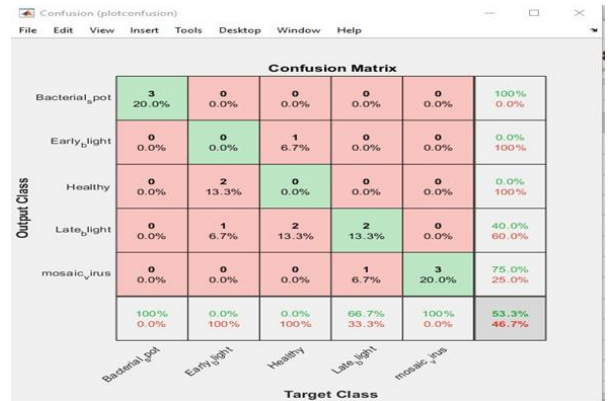 Confusion (plotconfusion)
File Edit View Insert Tools Desktop Window Help
Confusion Matrix
Bacterial_spot 3 0 0 0 0 100%
20.0% 0.0% 0.0% 0.0% 0.0% 0.0%
Early_blight 0 0 1 0 0 0.0%
0.0% 0.0% 6.7% 0.0% 0.0% 100%
Healthy 0 2 0 0 0 0.0%
0.0% 13.3% 0.0% 0.0% 0.0% 100%
Late_blight 0 1 2 2 0 40.0%
0.0% 6.7% 13.3% 13.3% 0.0% 60.0%
mosaic_virus 0 0 0 1 3 75.0%
0.0% 0.0% 0.0% 6.7% 20.0% 25.0%
100% 0.0% 0.0% 66.7% 100% 53.3%
0.0% 100% 100% 33.3% 0.0% 46.7%
Bacterial_spot Early_blight Healthy Late_blight mosaic_virus
Output Class
Target Class